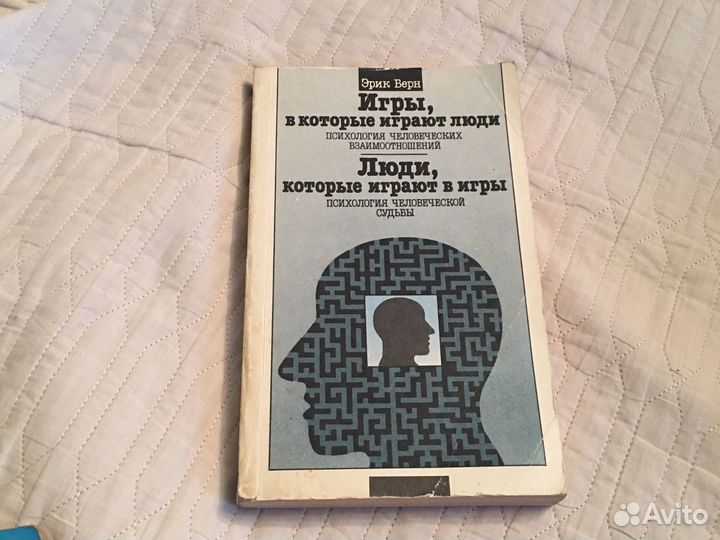 Эрик Берн
Игры,
в которые играют люди
ПСИХОЛОГИЯ ЧЕЛОВЕЧЕСКИХ
ВЗАИМООТНОШЕНИЙ
Люди,
которые играют в игры
ПСИХОЛОГИЯ ЧЕЛОВЕЧЕСКОЙ
СУДЬБЫ
Avito